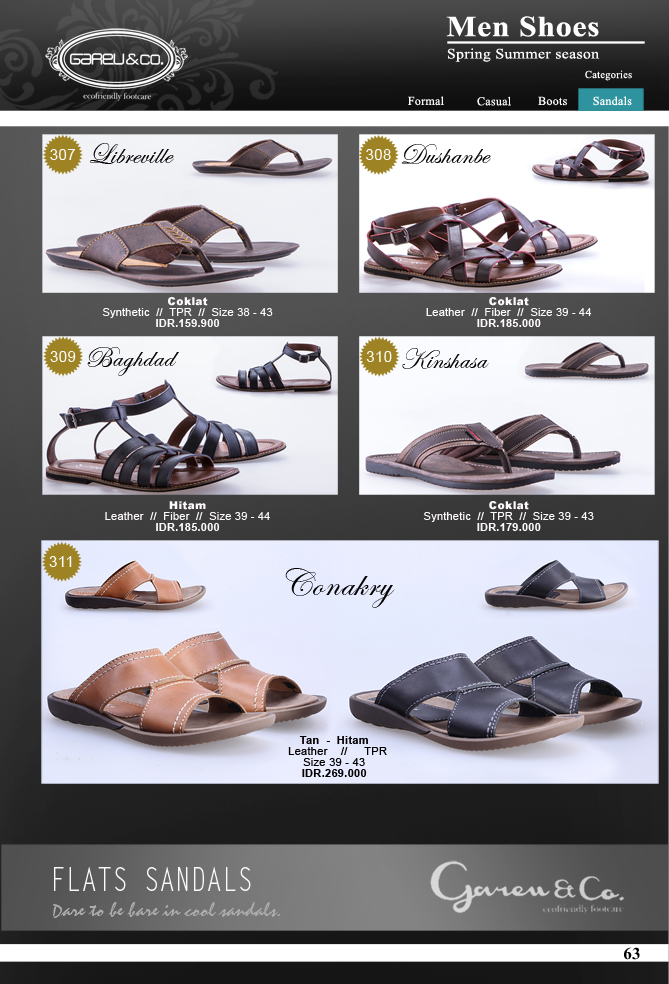 GAREU&CO.
ecofriendly footcare
Men Shoes
Spring Summer season
Categories
Formal Casual Boots Sandals
307 Libreville
Coklat
Synthetic // TPR // Size 38 - 43
IDR.159.900
308 Dushanbe
Coklat
Leather // Fiber // Size 39 - 44
IDR.185.000
309 Baghdad
Hitam
Leather // Fiber // Size 39 - 44
IDR.185.000
310 Kinshasa
Coklat
Synthetic // TPR // Size 39 - 43
IDR.179.000
311
Conakry
Tan - Hitam
Leather // TPR
Size 39 - 43
IDR.269.000
FLATS SANDALS
Dare to be bare in cool sandals.
Gareu & Co.
ecofriendly footcare
63